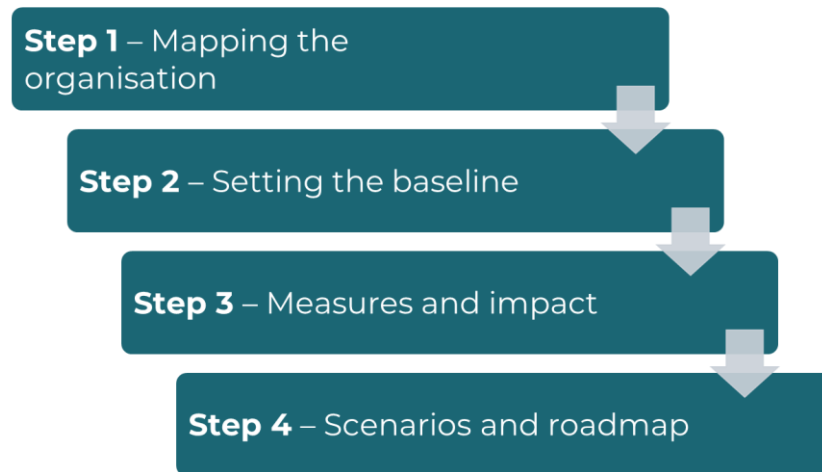 Step 1 – Mapping the
organisation
Step 2 – Setting the baseline
Step 3 – Measures and impact
Step 4 – Scenarios and roadmap